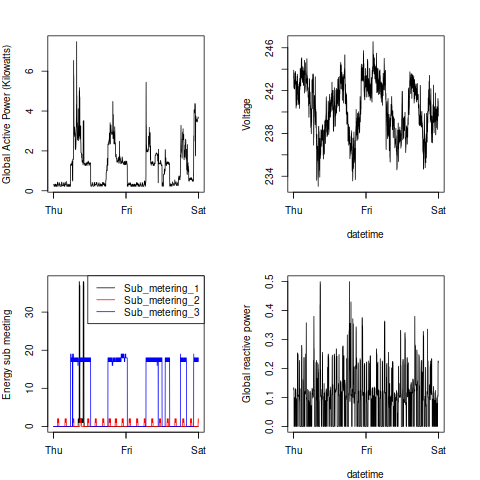 Global Active Power (Kilowatts)
0 2 4 6
Thu Fri Sat
Voltage
234 238 242 246
Thu Fri Sat
datetime
Energy sub meeting
0 10 20 30
Sub_metering_1
Sub_metering_2
Sub_metering_3
Thu Fri Sat
Global reactive power
0.0 0.1 0.2 0.3 0.4 0.5
Thu Fri Sat
datetime